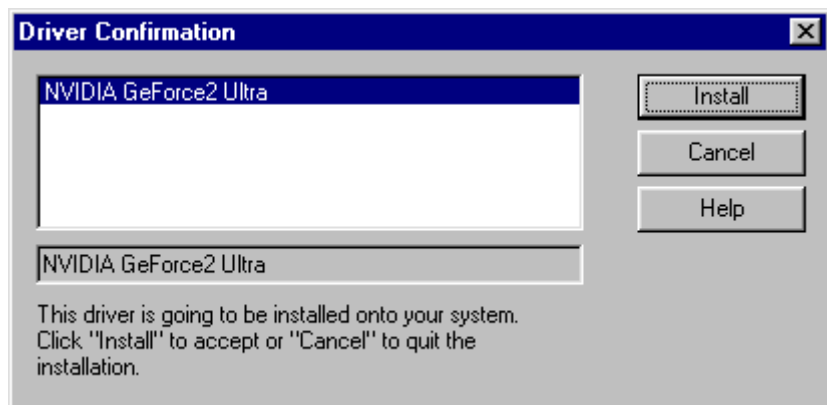 Driver Confirmation
NVIDIA GeForce2 Ultra
Install
Cancel
Help
NVIDIA GeForce2 Ultra
This driver is going to be installed onto your system.
Click "Install" to accept or "Cancel" to quit the
installation.